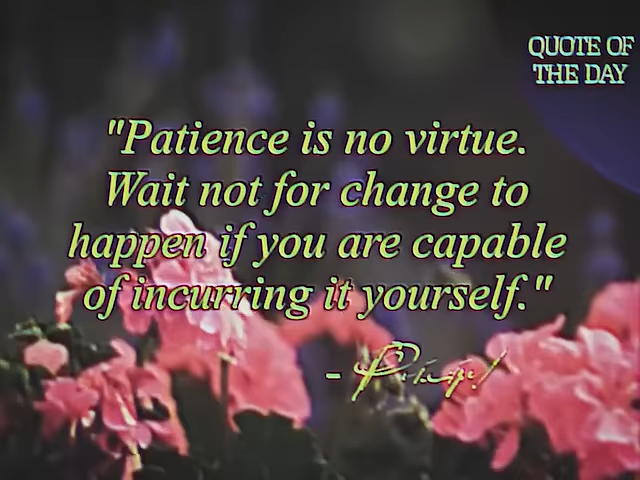 QUOTE OF
THE DAY
"Patience is no virtue.
Wait not for change to
happen if you are capable
of incurring it yourself."
-